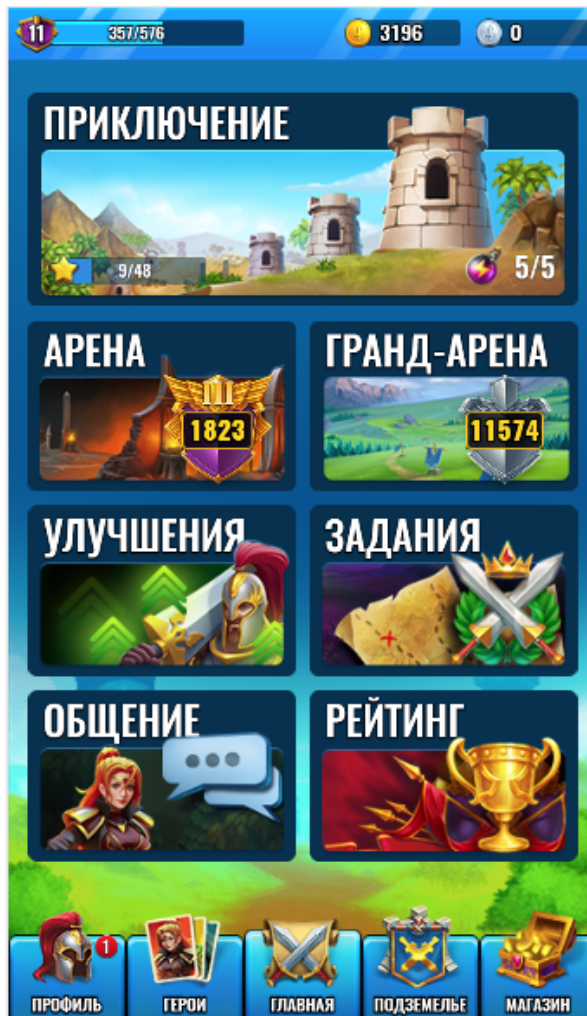 11 357/576 3196 0
ПРИКЛЮЧЕНИЕ
9/48 5/5
АРЕНА ГРАНД-АРЕНА
III
1823 11574
УЛУЧШЕНИЯ ЗАДАНИЯ
ОБЩЕНИЕ РЕЙТИНГ
1
ПРОФИЛЬ ГЕРОИ ГЛАВНАЯ ПОДЗЕМЕЛЬЕ МАГАЗИН